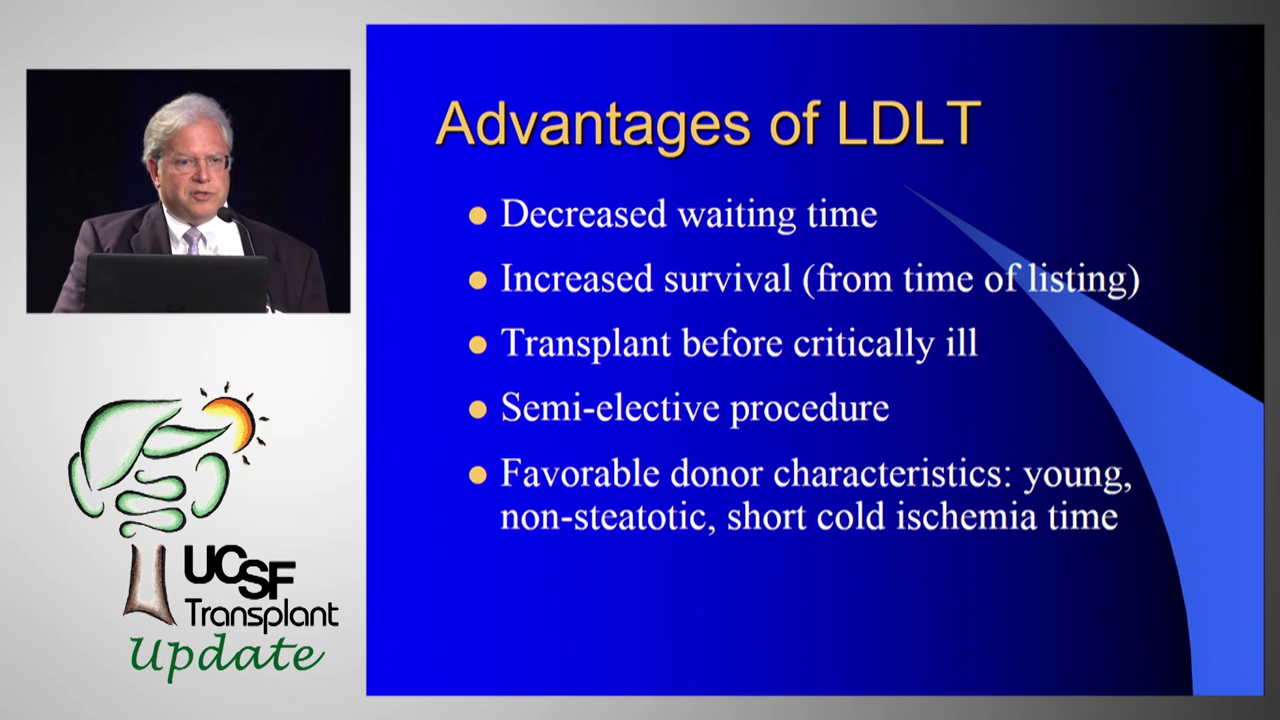 Advantages of LDLT
Decreased waiting time
Increased survival (from time of listing)
Transplant before critically ill
Semi-elective procedure
Favorable donor characteristics: young,
non-steatotic, short cold ischemia time
UCSF
Transplant
Update